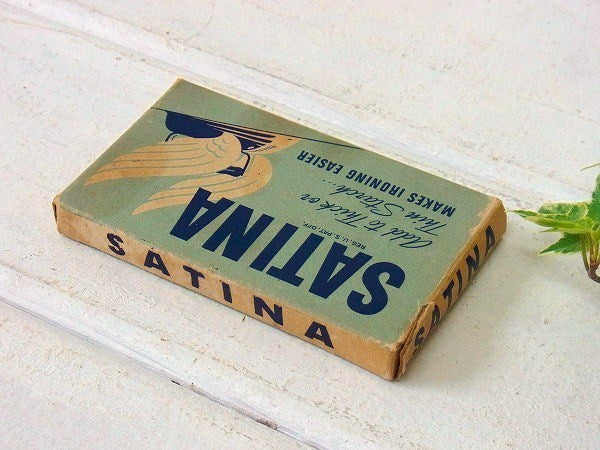 SATINA
REG. U.S. PAT. OFF.
Add to Thick or
Thin Starch...
MAKES IRONING EASIER
SATINA
SATINA